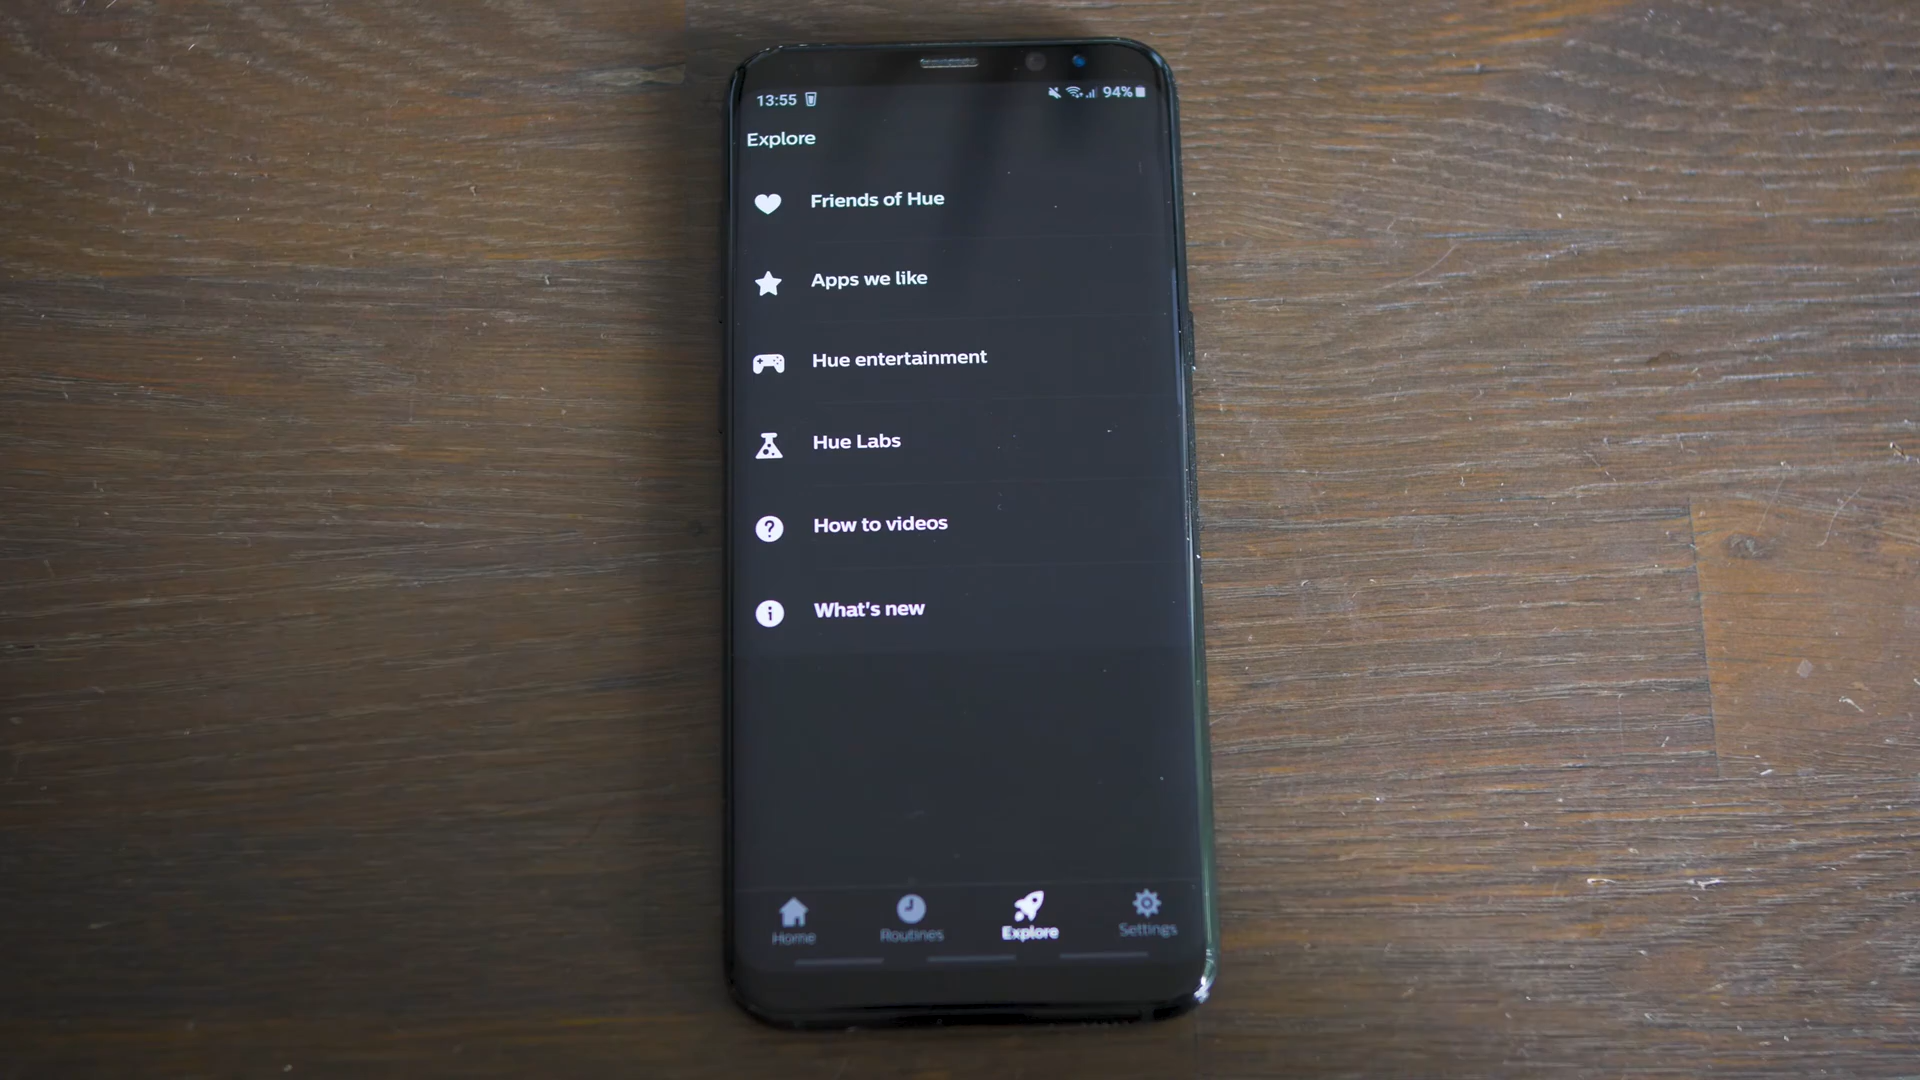 13:55 94%
Explore
Friends of Hue
Apps we like
Hue entertainment
Hue Labs
How to videos
What's new
Home Routines Explore Settings